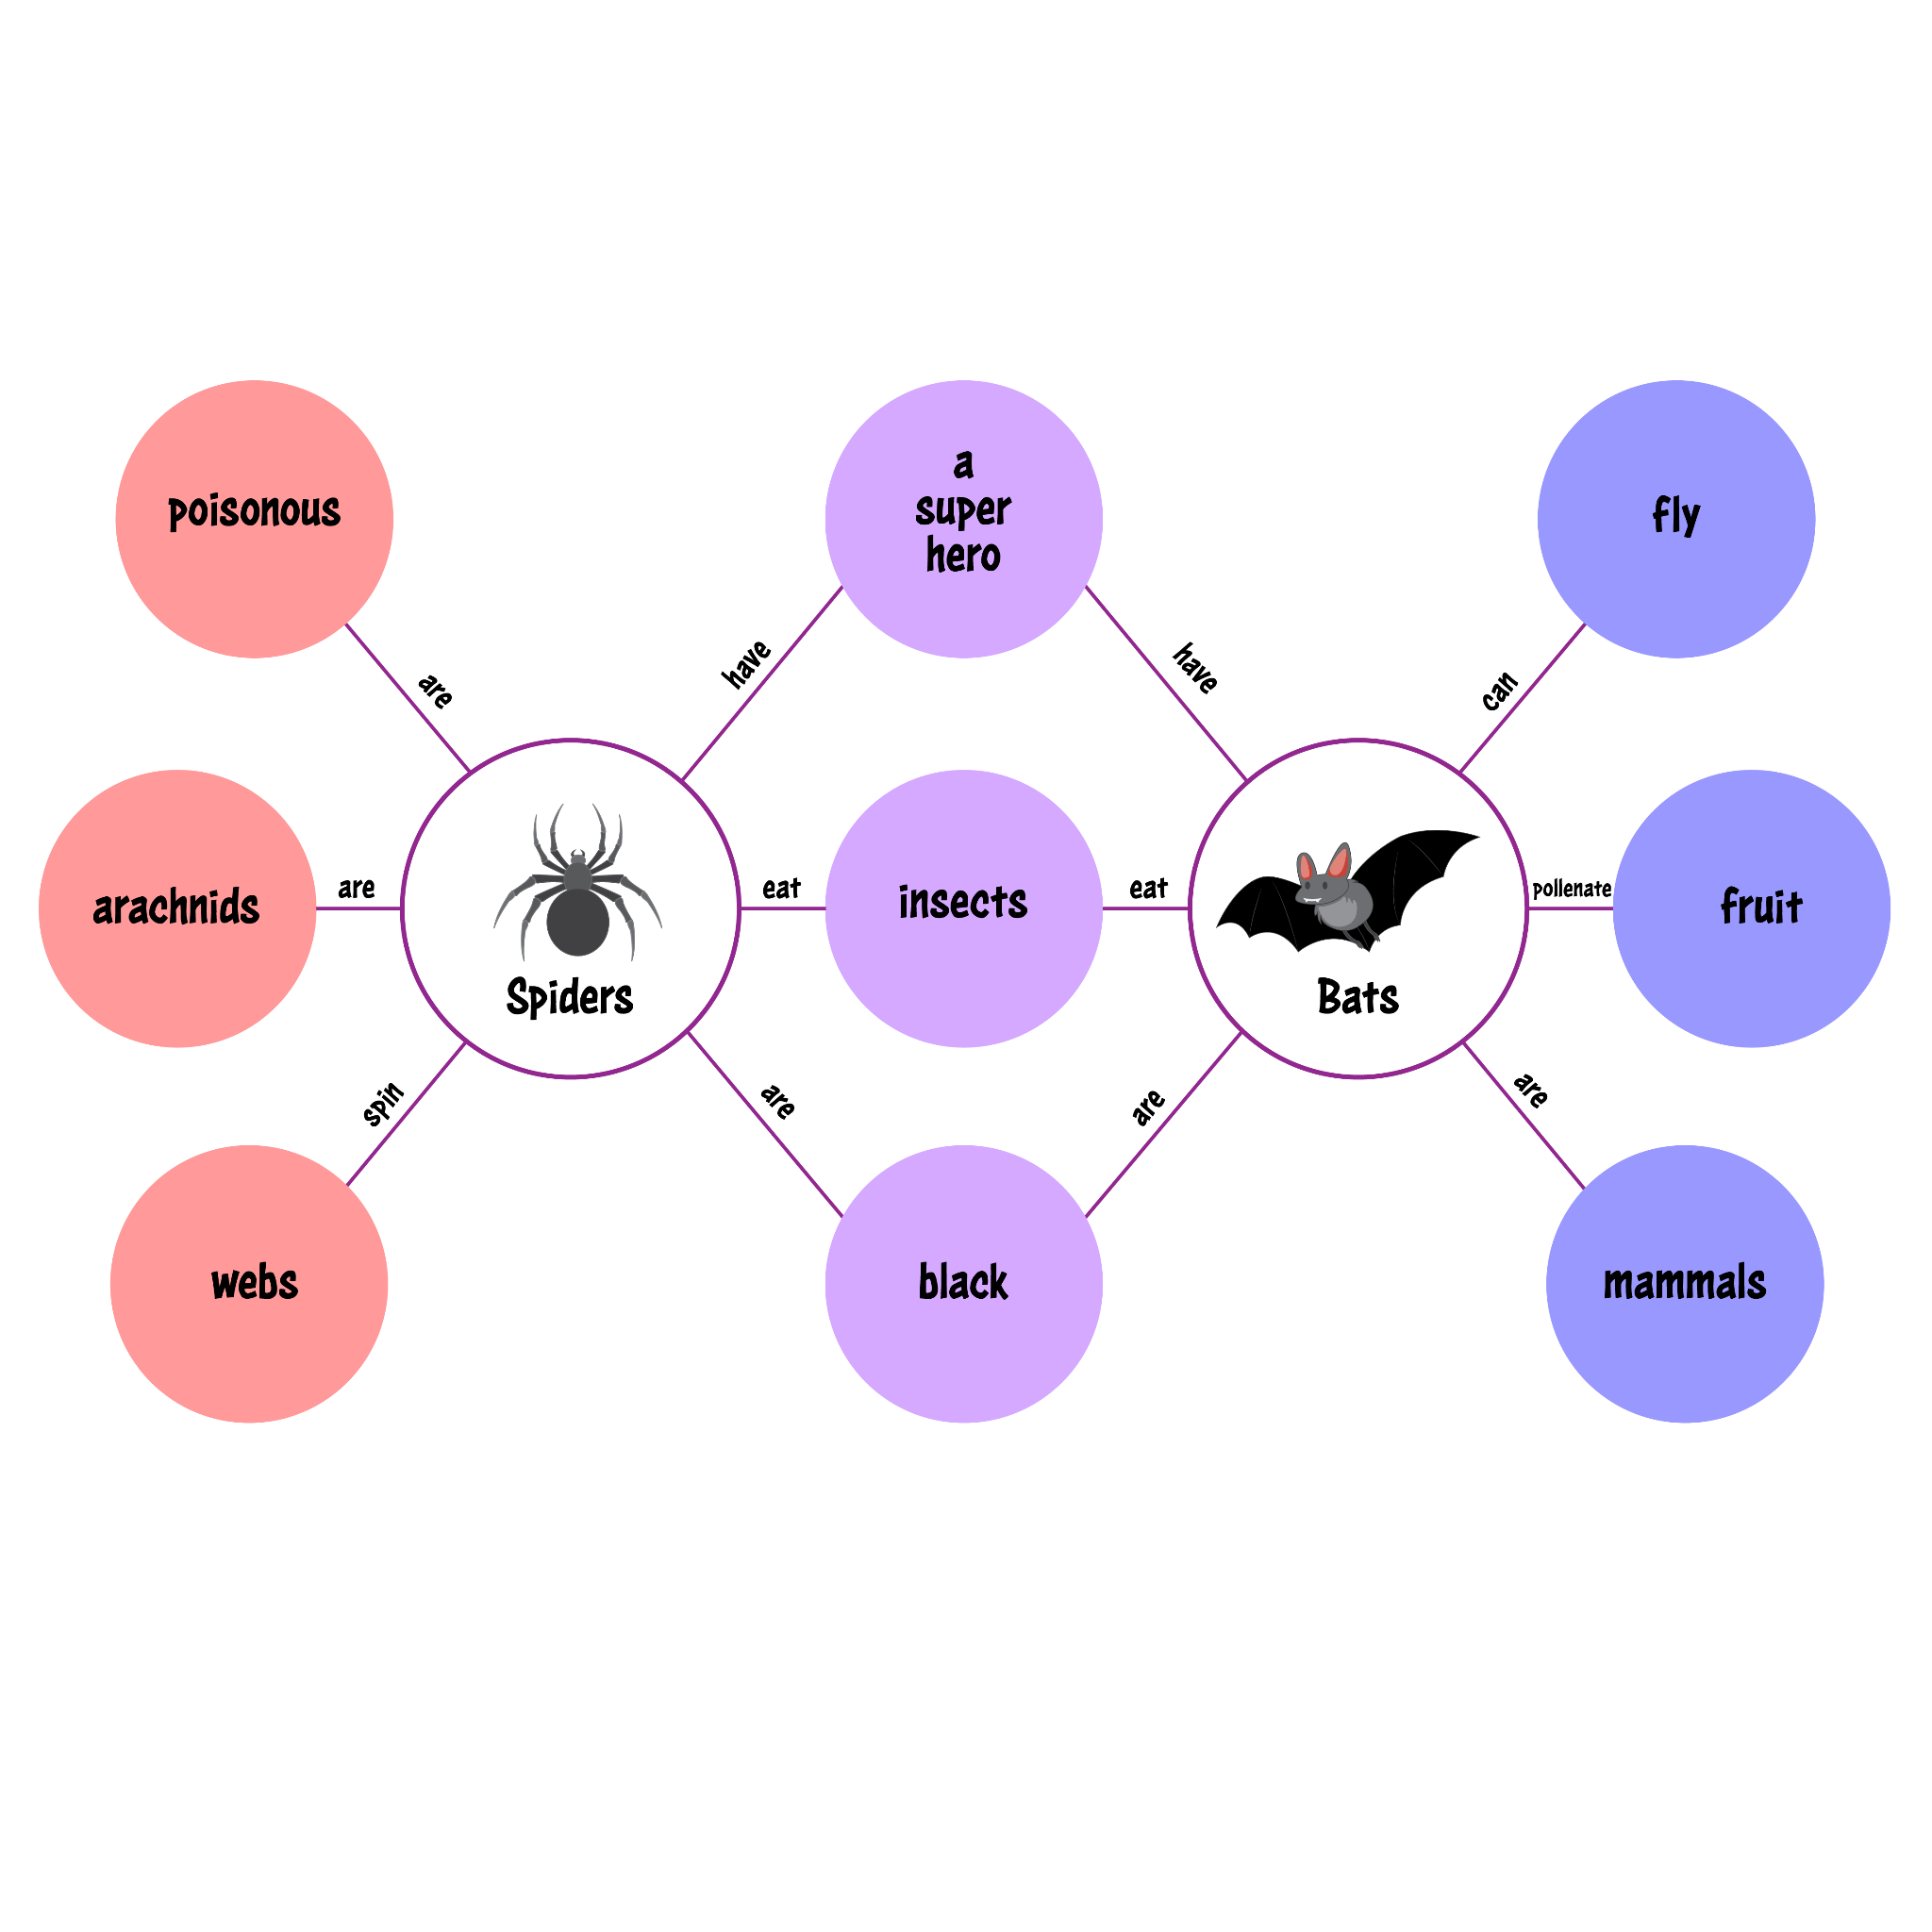 poisonous
a
super
hero
fly
are
have
have
can
arachnids
are
Spiders
eat
insects
eat
Bats
pollenate
fruit
spin
are
are
are
webs
black
mammals